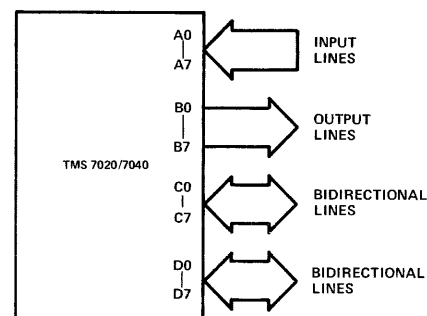 A0
A7
INPUT
LINES
B0
B7
OUTPUT
LINES
TMS 7020/7040
C0
C7
BIDIRECTIONAL
LINES
D0
D7
BIDIRECTIONAL
LINES